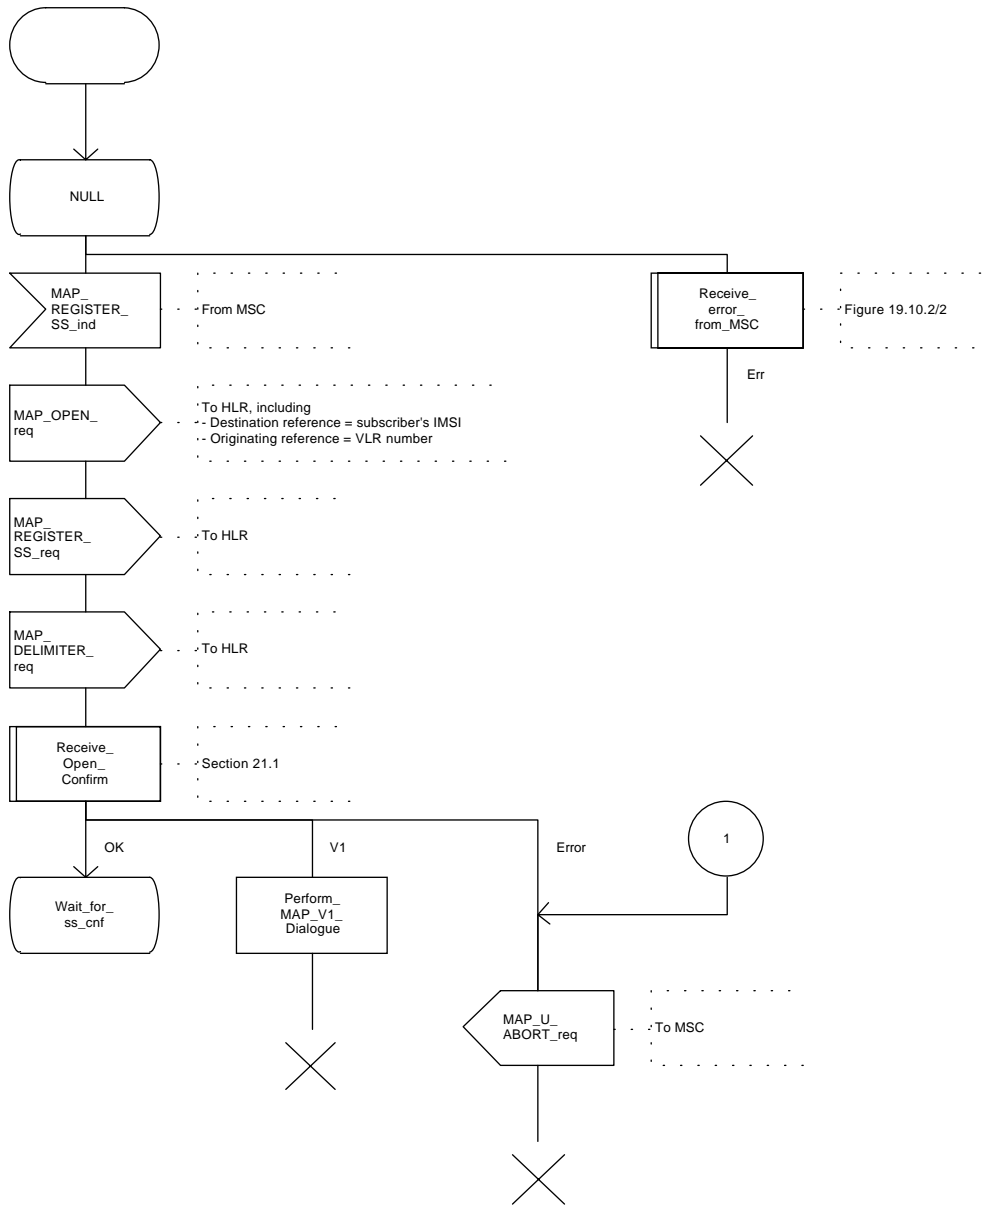 NULL
MAP_
REGISTER_
SS_ind
From MSC
Receive_
error_
from_MSC
Figure 19.10.2/2
Err
MAP_OPEN_
req
To HLR, including
- Destination reference = subscriber's IMSI
- Originating reference = VLR number
MAP_
REGISTER_
SS_req
To HLR
MAP_
DELIMITER_
req
To HLR
Receive_
Open_
Confirm
Section 21.1
OK
V1
Error
1
Wait_for_
ss_cnf
Perform_
MAP_V1_
Dialogue
MAP_U_
ABORT_req
To MSC